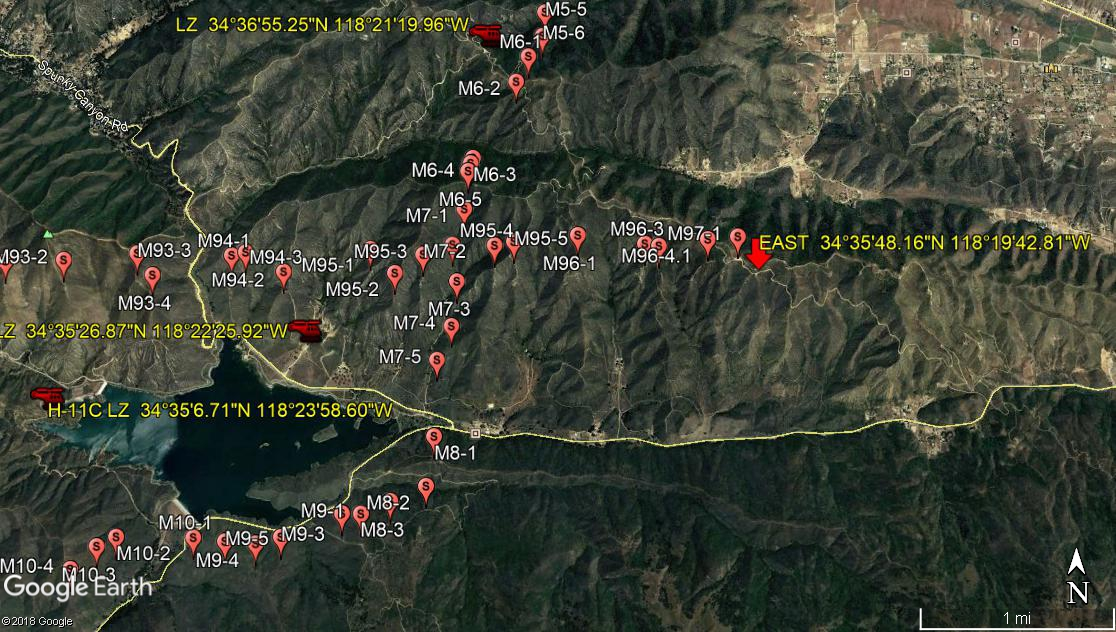 M5-5
LZ 34°36'55.25"N 118°21'19.96"W
M5-6
M6-1
M6-2
Spunky Canyon Rd
M6-4
M6-3
M6-5
M7-1
M95-4
M96-3
M97-1
M94-1
M95-5
EAST 34°35'48.16"N 118°19'42.81"W
M93-3
M95-3
M7-2
M93-2
M94-3
M95-1
M96-1
M96-4.1
M94-2
M95-2
M93-4
M7-3
M7-4
LZ 34°35'26.87"N 118°22'25.92"W
M7-5
H-11C LZ 34°35'6.71"N 118°23'58.60"W
M8-1
M9-1
M8-2
M10-1
M8-3
M9-5
M9-3
M10-2
M9-4
M10-4
M10-3
Google Earth
N
©2018 Google
1 mi